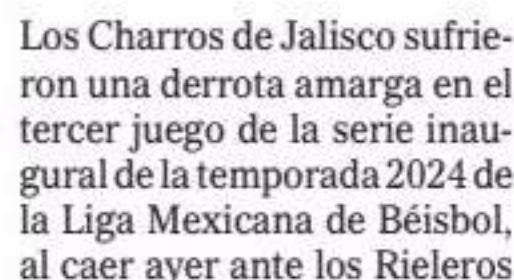 Los Charros de Jalisco sufrie-
ron una derrota amarga en el
tercer juego de la serie inau-
gural de la temporada 2024 de
la Liga Mexicana de Béisbol,
al caer ayer ante los Rieleros